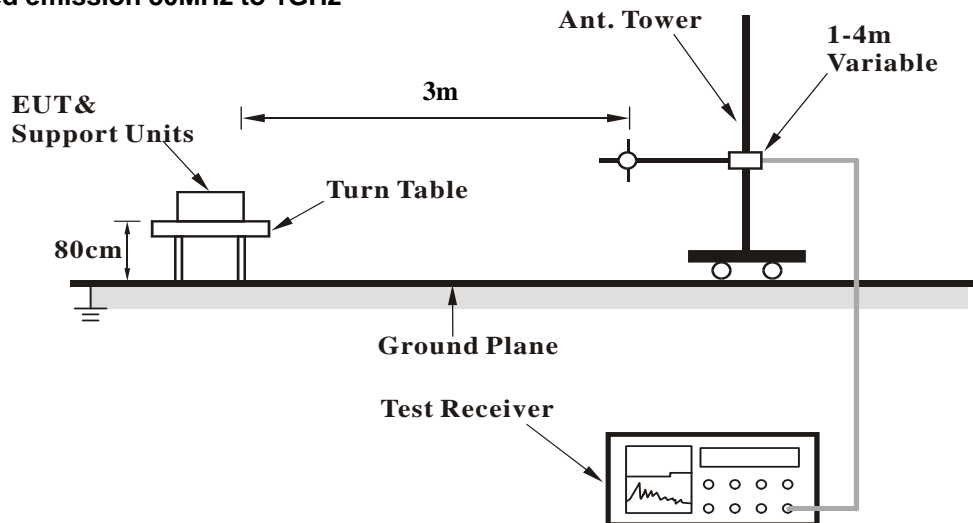 Ant. Tower
1-4m
Variable
3m
EUT&
Support Units
Turn Table
80cm
Ground Plane
Test Receiver